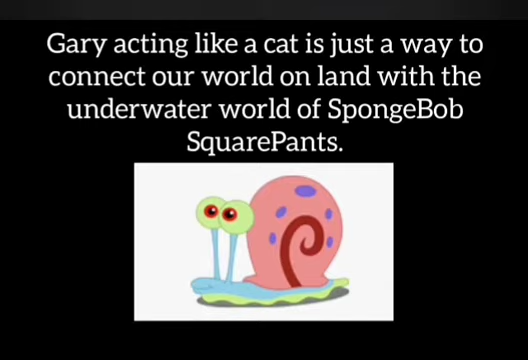 Gary acting like a cat is just a way to
connect our world on land with the
underwater world of SpongeBob
SquarePants.